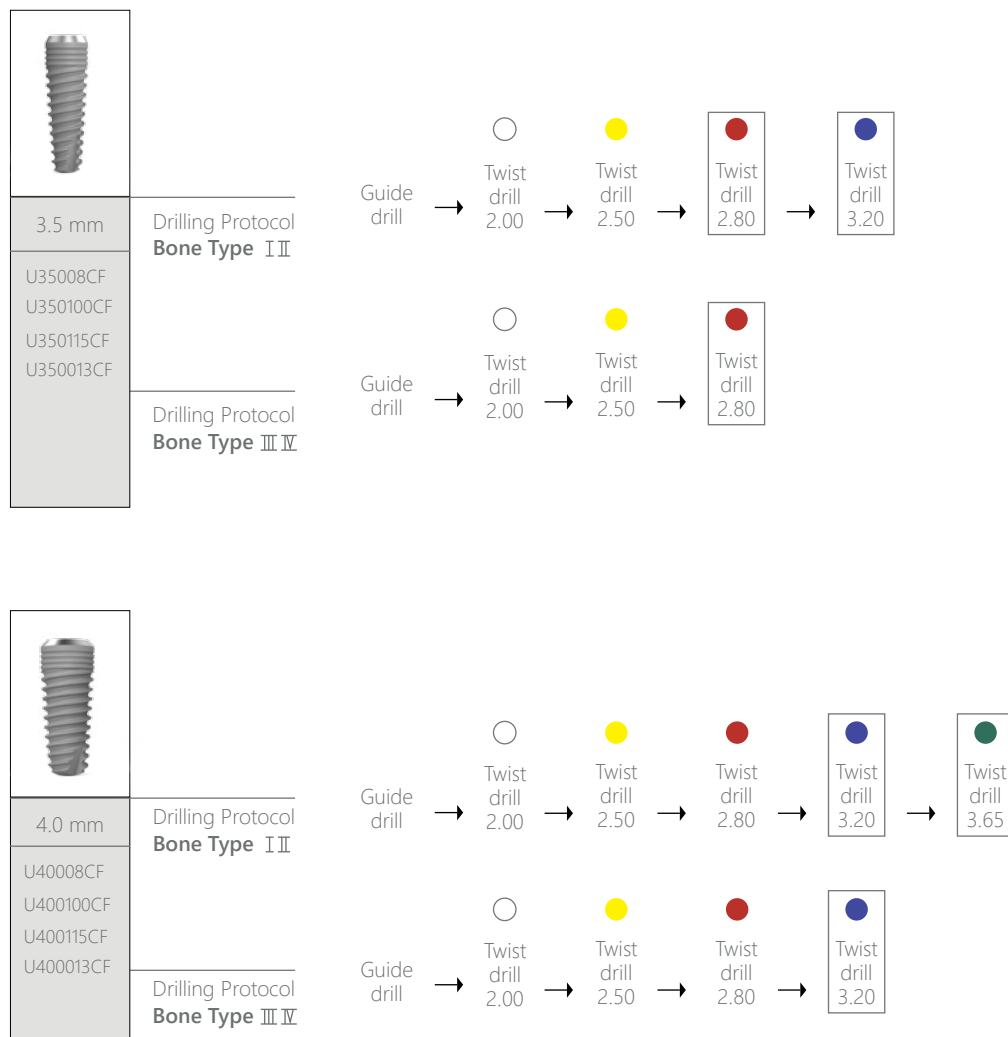 3.5 mm
U35008CF
U350100CF
U350115CF
U350013CF
Drilling Protocol
Bone Type Ⅰ Ⅱ
Guide
drill
Twist
drill
2.00
Twist
drill
2.50
Twist
drill
2.80
Twist
drill
3.20
Drilling Protocol
Bone Type Ⅲ Ⅳ
Guide
drill
Twist
drill
2.00
Twist
drill
2.50
Twist
drill
2.80
4.0 mm
U40008CF
U400100CF
U400115CF
U400013CF
Drilling Protocol
Bone Type Ⅰ Ⅱ
Guide
drill
Twist
drill
2.00
Twist
drill
2.50
Twist
drill
2.80
Twist
drill
3.20
Twist
drill
3.65
Drilling Protocol
Bone Type Ⅲ Ⅳ
Guide
drill
Twist
drill
2.00
Twist
drill
2.50
Twist
drill
2.80
Twist
drill
3.20